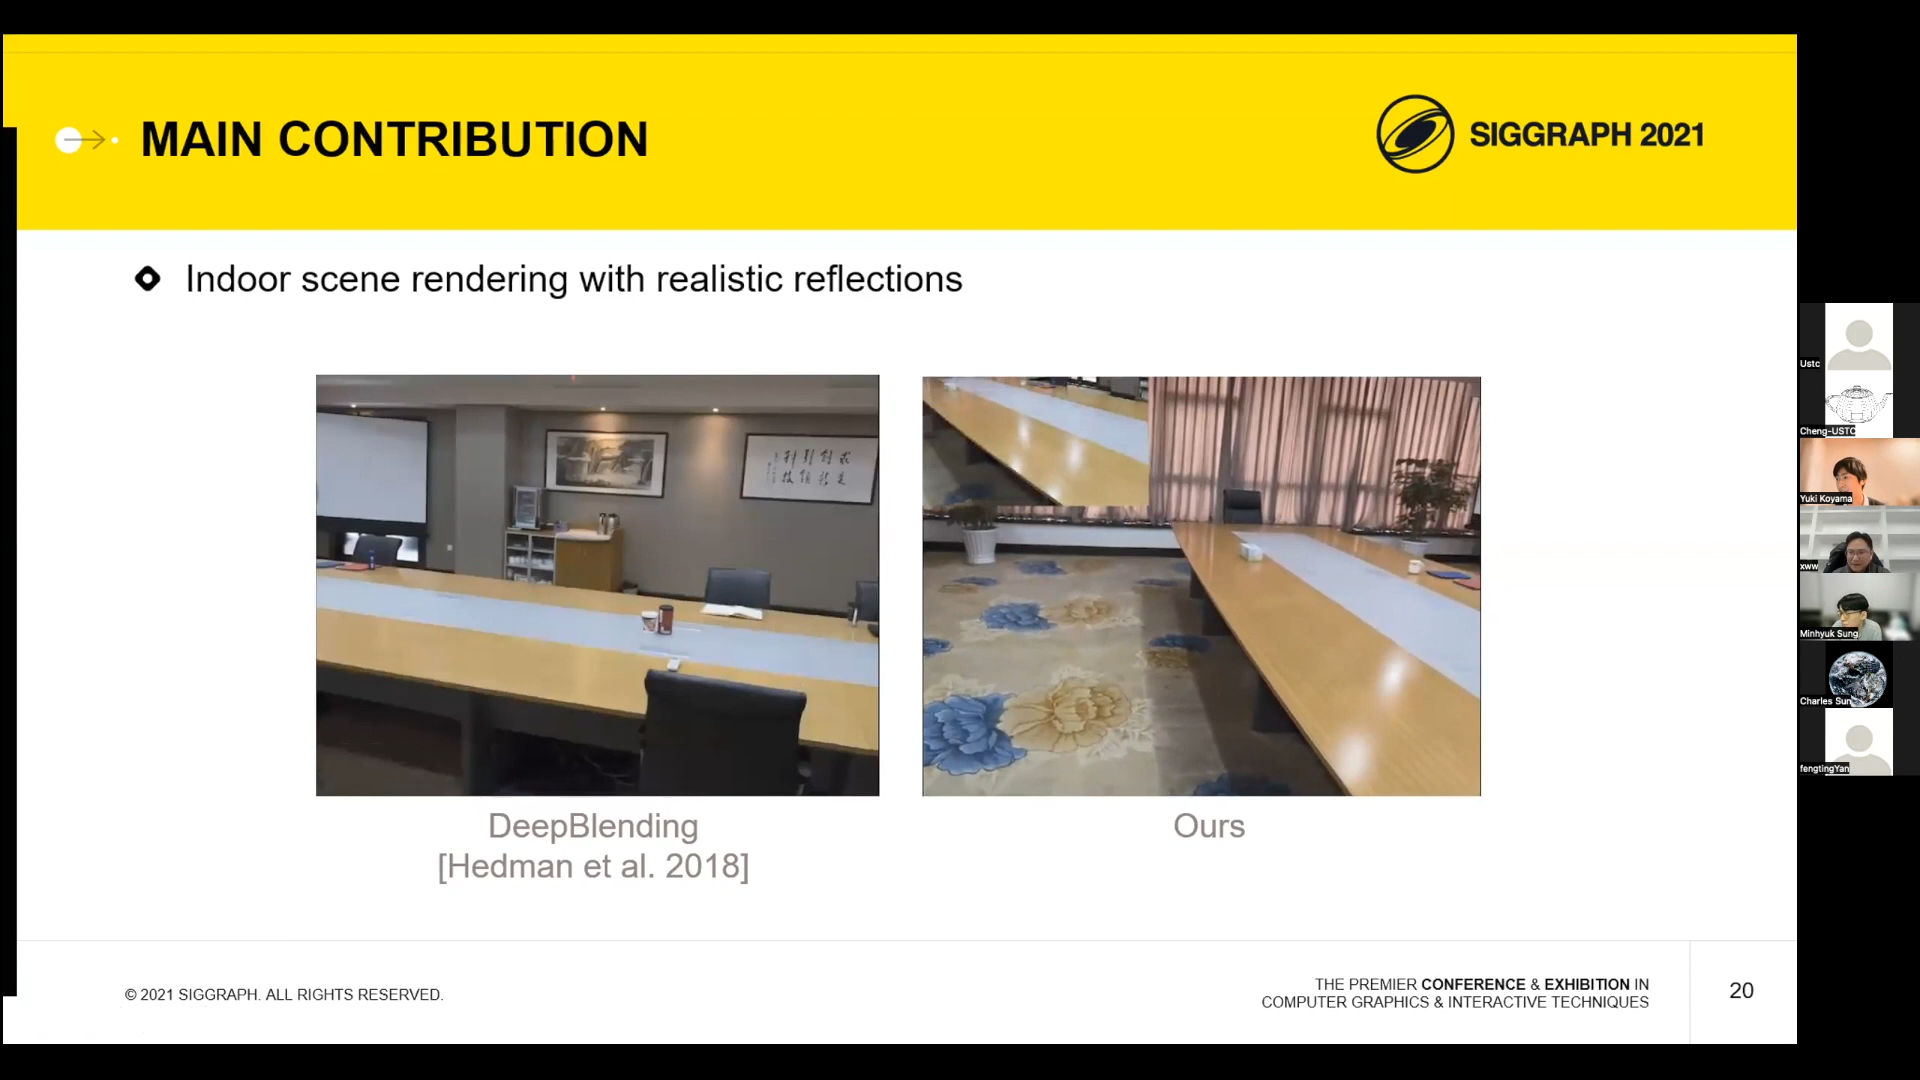 MAIN CONTRIBUTION
SIGGRAPH 2021
Indoor scene rendering with realistic reflections
DeepBlending
[Hedman et al. 2018]
Ours
© 2021 SIGGRAPH. ALL RIGHTS RESERVED.
THE PREMIER CONFERENCE & EXHIBITION IN
COMPUTER GRAPHICS & INTERACTIVE TECHNIQUES
20
Ustc
Cheng-USTC
Yuki Koyama
xww
Minhyuk Sung
Charles Sun
fengtingYan